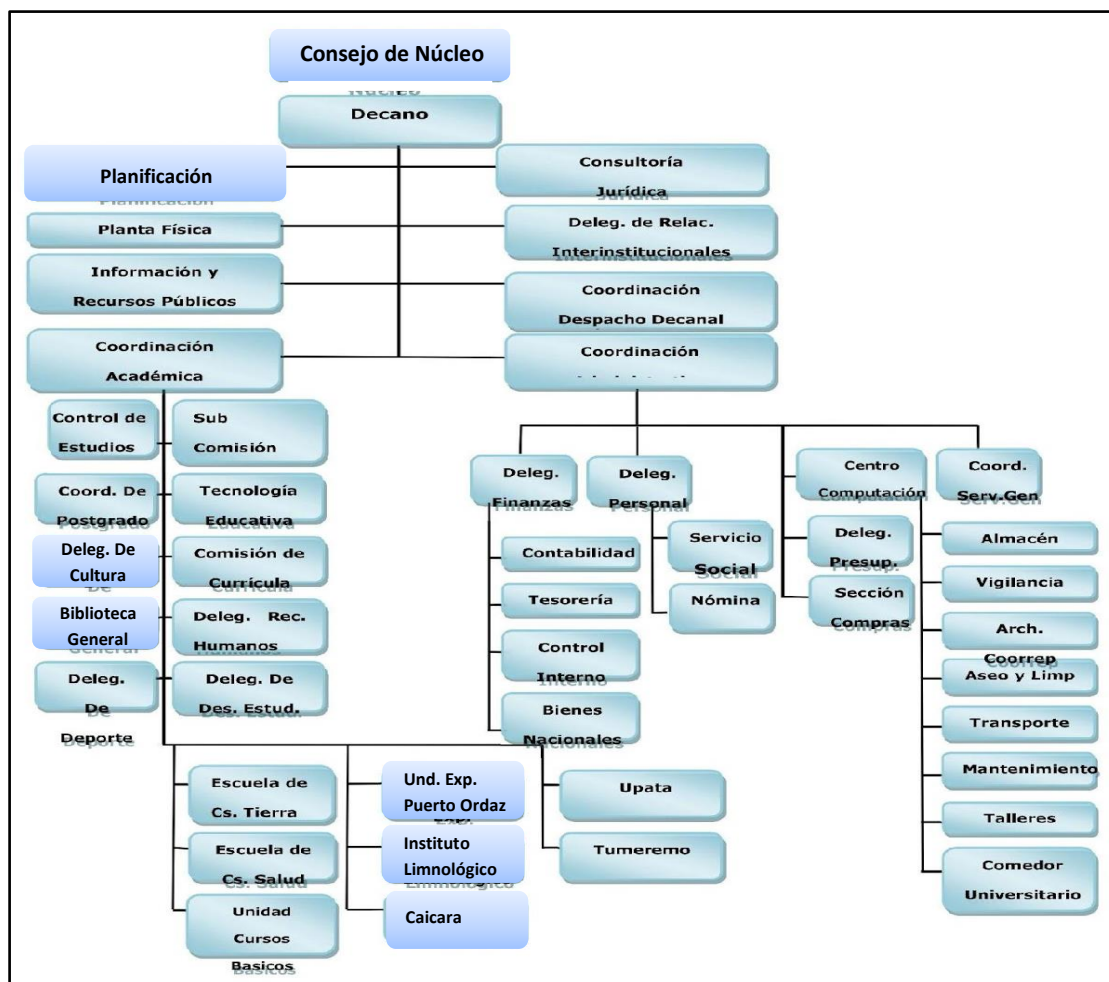 Consejo de Núcleo
Decano
Planificación
Consultoría
Jurídica
Planta Física
Deleg. de Relac.
Interinstitucionales
Información y
Recursos Públicos
Coordinación
Despacho Decanal
Coordinación
Académica
Coordinación
Control de
Estudios
Sub
Comisión
Coord. De
Postgrado
Tecnología
Educativa
Deleg. De
Cultura
Comisión de
Currícula
Biblioteca
General
Deleg. Rec.
Humanos
Deleg.
De
Deporte
Deleg. De
Des. Estud.
Deleg.
Finanzas
Deleg.
Personal
Centro
Computación
Coord.
Serv.Gen
Contabilidad
Tesorería
Control
Interno
Bienes
Nacionales
Servicio
Social
Nómina
Deleg.
Presup.
Sección
Compras
Almacén
Vigilancia
Arch.
Coorrep
Aseo y Limp
Transporte
Mantenimiento
Talleres
Comedor
Universitario
Escuela de
Cs. Tierra
Escuela de
Cs. Salud
Unidad
Cursos
Basicos
Und. Exp.
Puerto Ordaz
Instituto
Limnológico
Caicara
Upata
Tumeremo